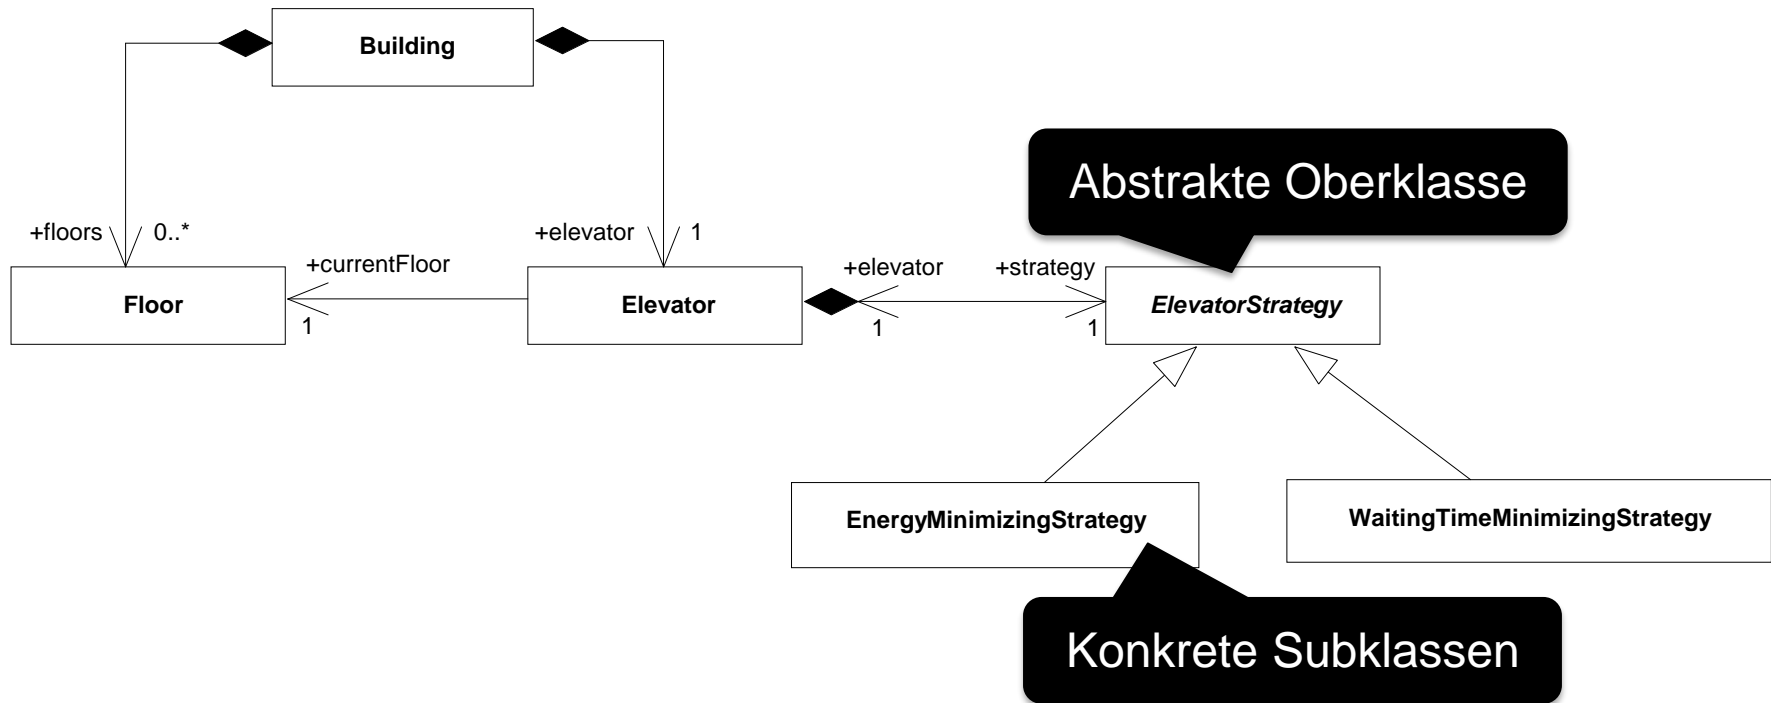 Building
Abstrakte Oberklasse
+floors
0..*
+elevator
1
+currentFloor
1
+elevator
1
+strategy
1
Floor
Elevator
ElevatorStrategy
EnergyMinimizingStrategy
WaitingTimeMinimizingStrategy
Konkrete Subklassen